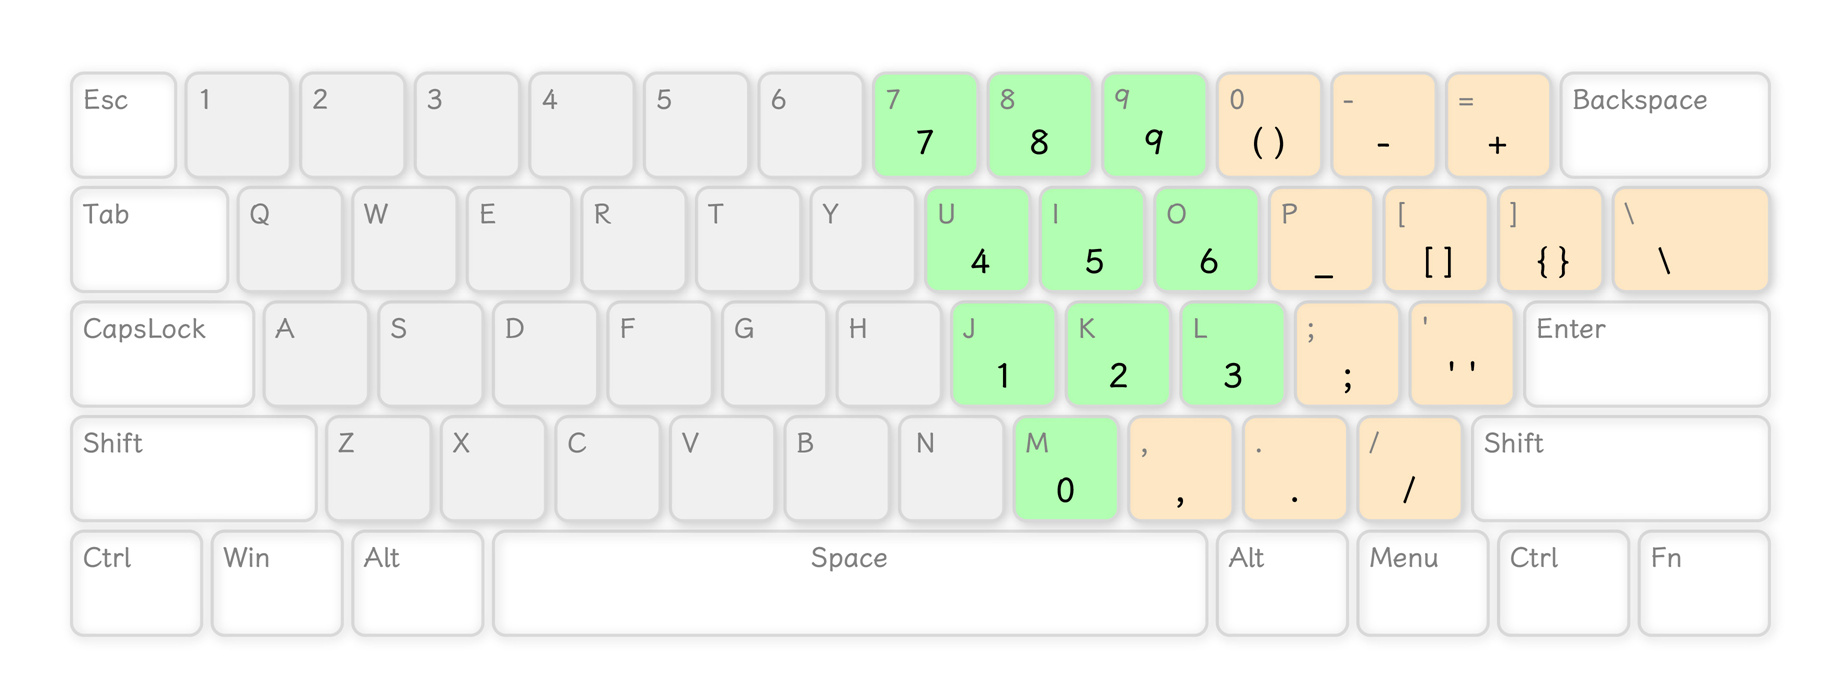 Esc 1 2 3 4 5 6 7 8 9 0 - = Backspace
7 8 9 () - +
Tab Q W E R T Y U I O P [ ] \
4 5 6 _ [] {} \
CapsLock A S D F G H J K L ; ' Enter
1 2 3 ; ' '
Shift Z X C V B N M , . / Shift
0 , . /
Ctrl Win Alt Space Alt Menu Ctrl Fn